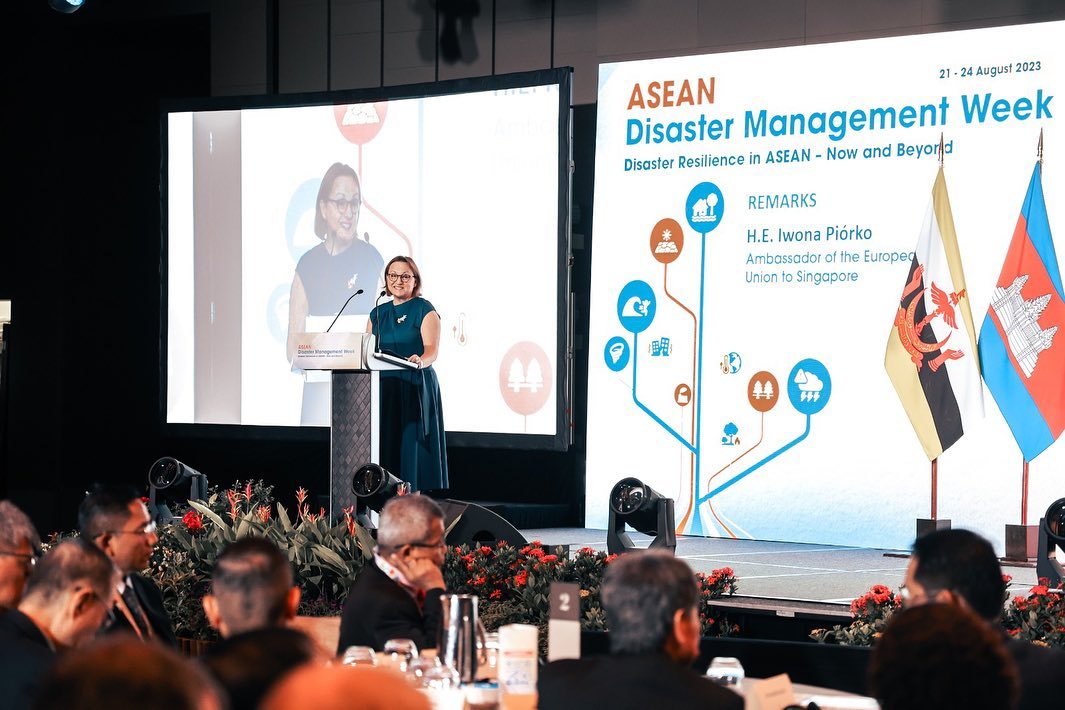 21 - 24 August 2023
ASEAN
Disaster Management Week
Disaster Resilience in ASEAN - Now and Beyond
REMARKS
H.E. Iwona Piórko
Ambassador of the Europea
Union to Singapore
ASEAN
Disaster Management Week
2